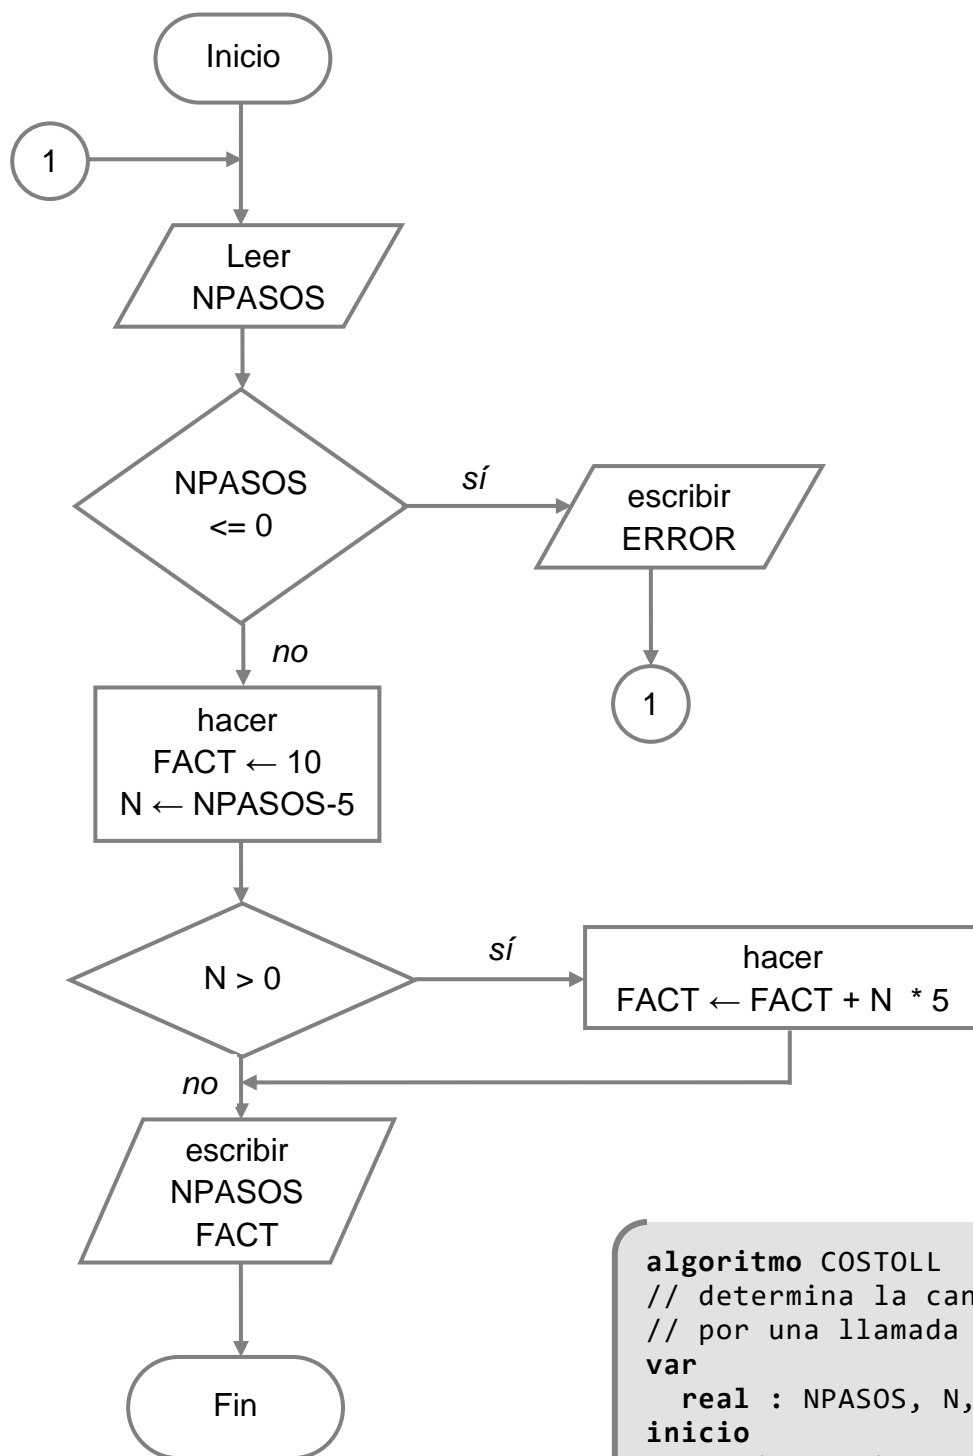 Inicio
1
Leer
NPASOS
NPASOS
<= 0
sí
escribir
ERROR
no
1
hacer
FACT ← 10
N ← NPASOS-5
N > 0
sí
hacer
FACT ← FACT + N * 5
no
escribir
NPASOS
FACT
Fin
algoritmo COSTOLL
// determina la can
// por una llamada
var
real : NPASOS, N,
inicio